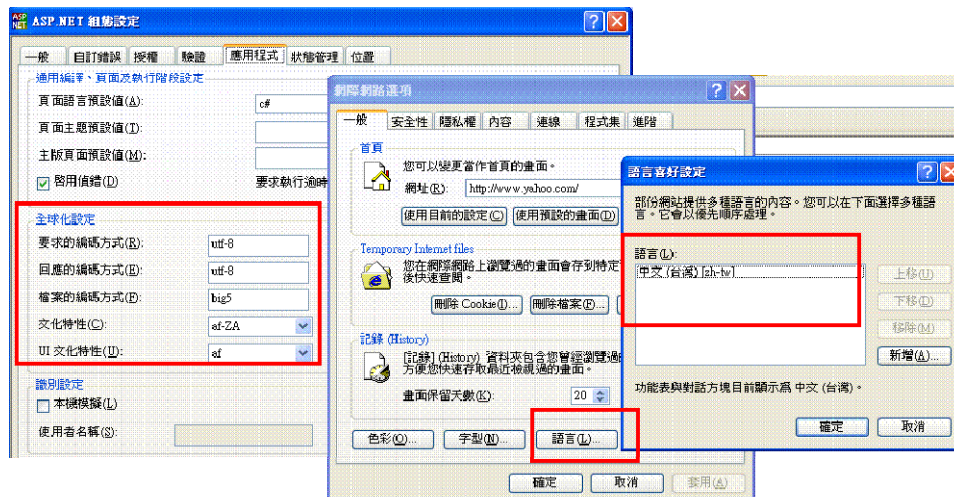 ASP.NET 組態設定
一般 自訂錯誤 授權 驗證 應用程式 狀態管理 位置
通用編譯、頁面及執行階段設定
頁面語言預設值(A): c#
頁面主題預設值(T):
主版頁面預設值(M):
啟用偵錯(D) 要求執行逾時
全球化設定
要求的編碼方式(R): utf-8
回應的編碼方式(E): utf-8
檔案的編碼方式(F): big5
文化特性(C): af-ZA
UI 文化特性(U): af
識別設定
本機模擬(L)
使用者名稱(S):
網際網路選項
一般 安全性 隱私權 內容 連線 程式集 進階
首頁
您可以變更當作首頁的畫面。
網址(R): http://www.yahoo.com/
使用目前的設定(C) 使用預設的畫面(D)
Temporary Internet files
您在網際網路上瀏覽過的畫面會存到特定
後快速查閱。
刪除 Cookie(I)... 刪除檔案(F)...
記錄 (History)
[記錄] (History) 資料夾包含您曾經瀏覽過
方便您快速存取最近檢視過的畫面。
畫面保留天數(K): 20
色彩(O)... 字型(N)... 語言(L)...
確定 取消 套用(A)
語言喜好設定
部份網站提供多種語言的內容。您可以在下面選擇多種語
言。它會以優先順序處理。
語言(L):
中文 (台灣) [zh-tw]
上移(U)
下移(D)
移除(M)
新增(A)...
功能表與對話方塊目前顯示為 中文 (台灣)。
確定 取消